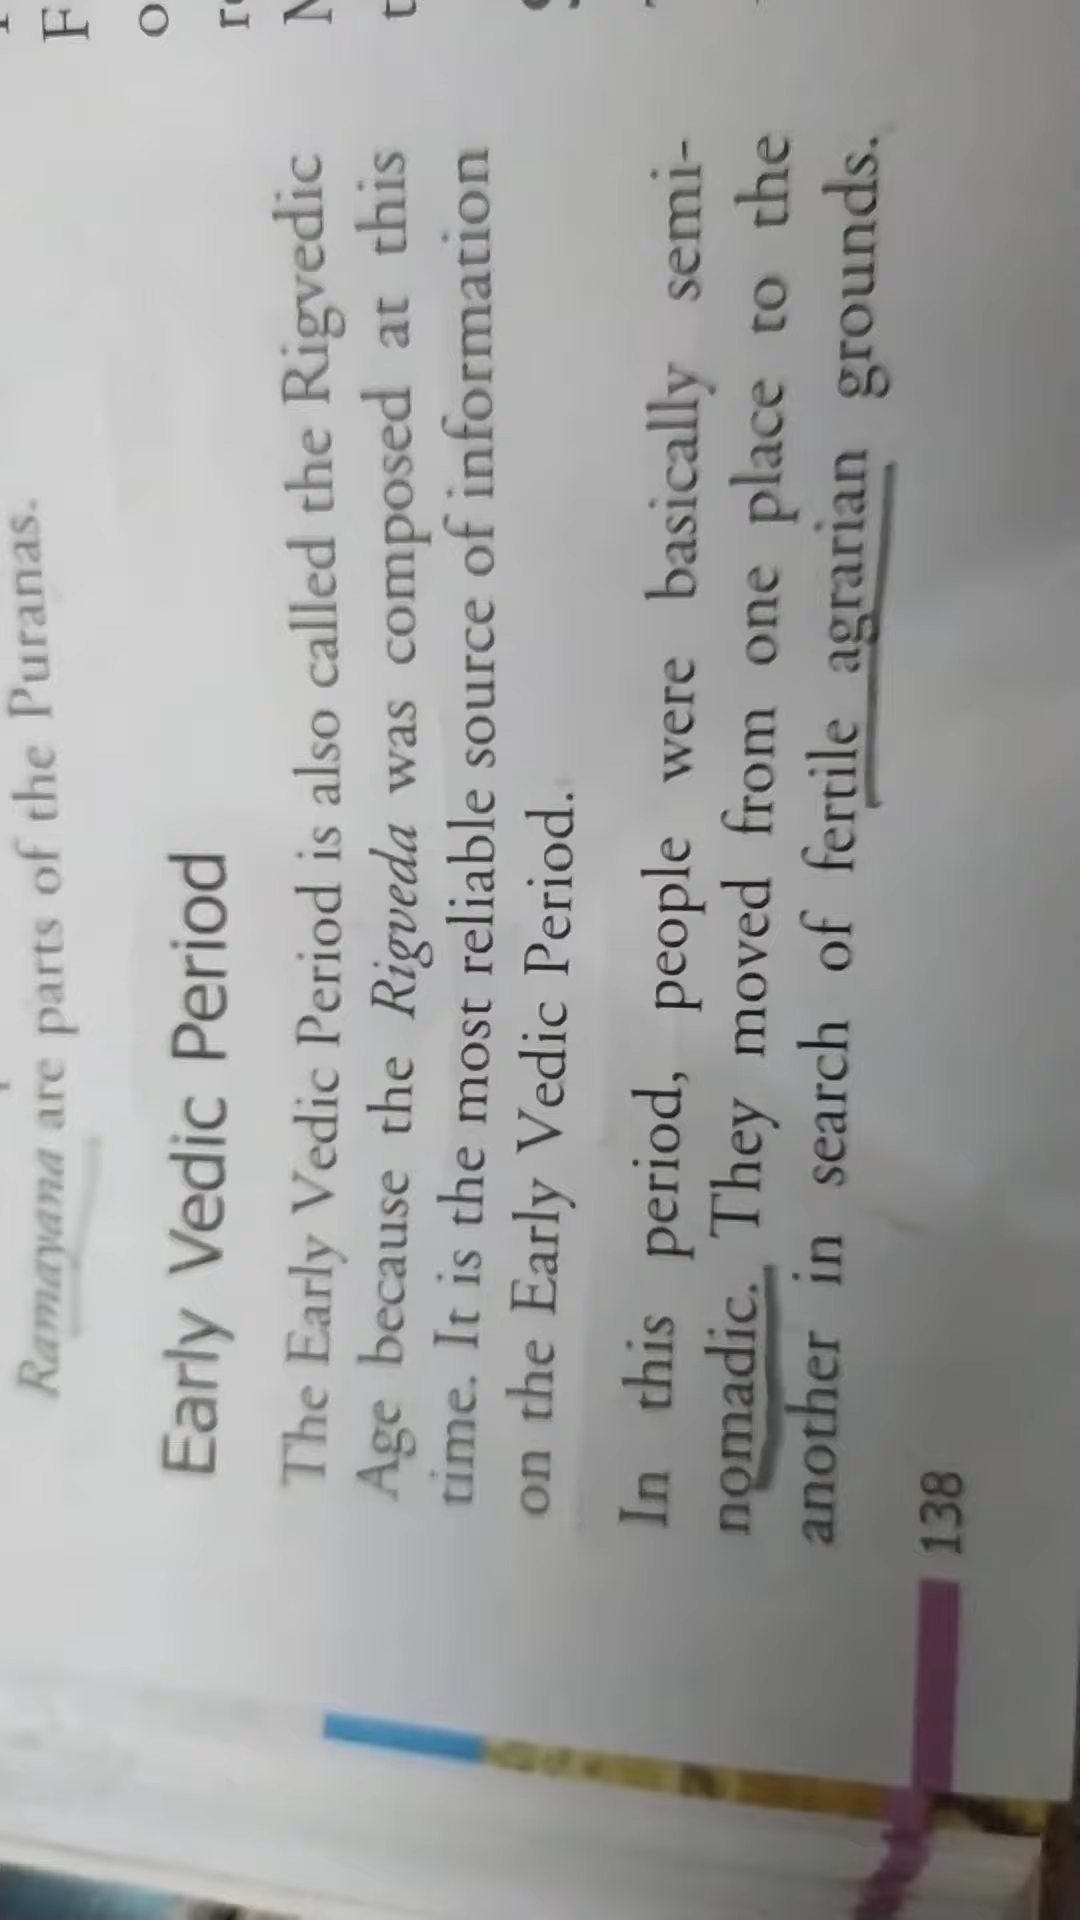 Ramayana are parts of the Puranas.
Early Vedic Period
The Early Vedic Period is also called the Rigvedic
Age because the Rigveda was composed at this
time. It is the most reliable source of information
on the Early Vedic Period.
In this period, people were basically semi-
nomadic. They moved from one place to the
another in search of fertile agrarian grounds.
138